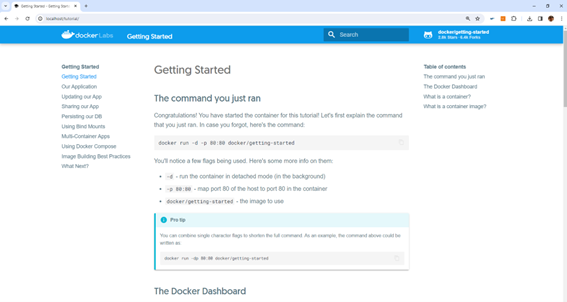 Getting Started - Getting Star
localhost/tutorial/
docker Labs
Getting Started
Search
docker/getting-started
Getting Started
Getting Started
Our Application
Updating our App
Sharing our App
Persisting our DB
Using Bind Mounts
Multi-Container Apps
Using Docker Compose
Image Building Best Practices
What Next?
Getting Started
The command you just ran
Congratulations! You have started the container for this tutorial! Let's first explain the command
that you just ran. In case you forgot, here's the command:
docker run -d -p 80:80 docker/getting-started
You'll notice a few flags being used. Here's some more info on them:
-d - run the container in detached mode (in the background)
-p 80:80 - map port 80 of the host to port 80 in the container
docker/getting-started - the image to use
Pro tip
You can combine single character flags to shorten the full command. As an example, the command above could be
written as:
docker run -dp 80:80 docker/getting-started
The Docker Dashboard
Table of contents
The command you just ran
The Docker Dashboard
What is a container?
What is a container image?